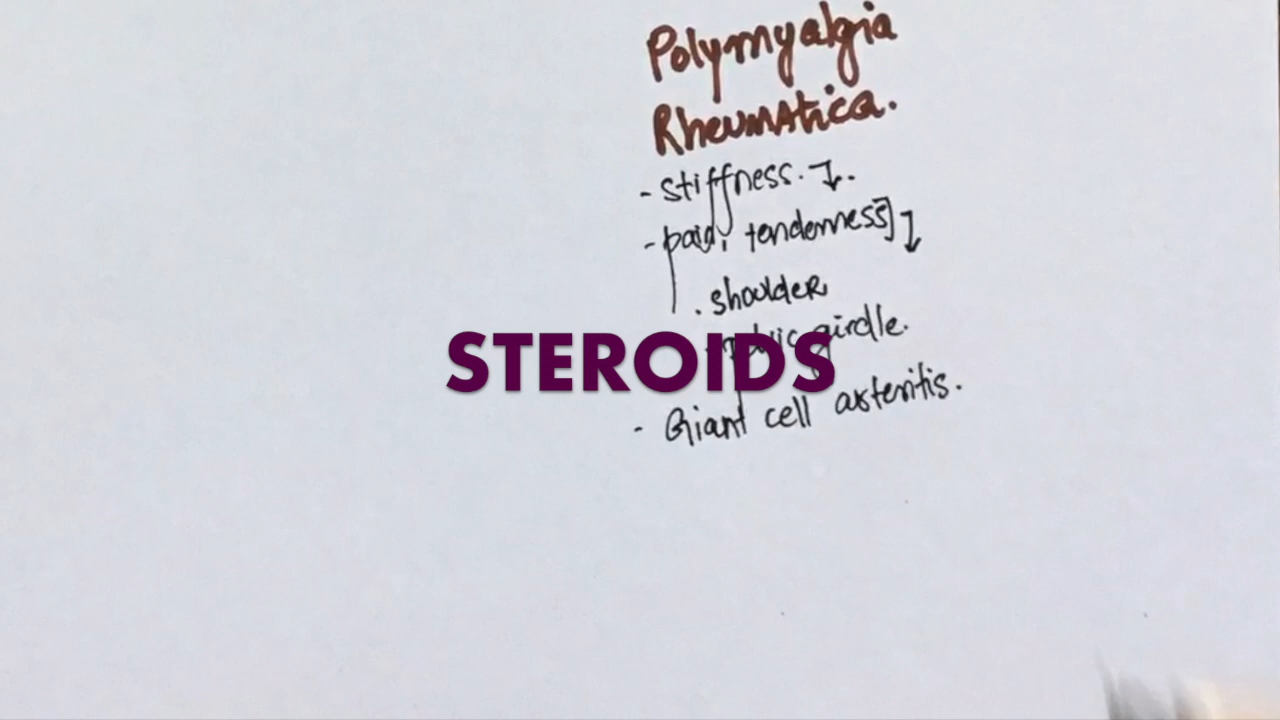 Polymyalgia
Rheumatica.
- stiffness. ↴.
- pain, tenderness] ↴
. shoulder
girdle.
STEROIDS
- Giant cell arteritis.